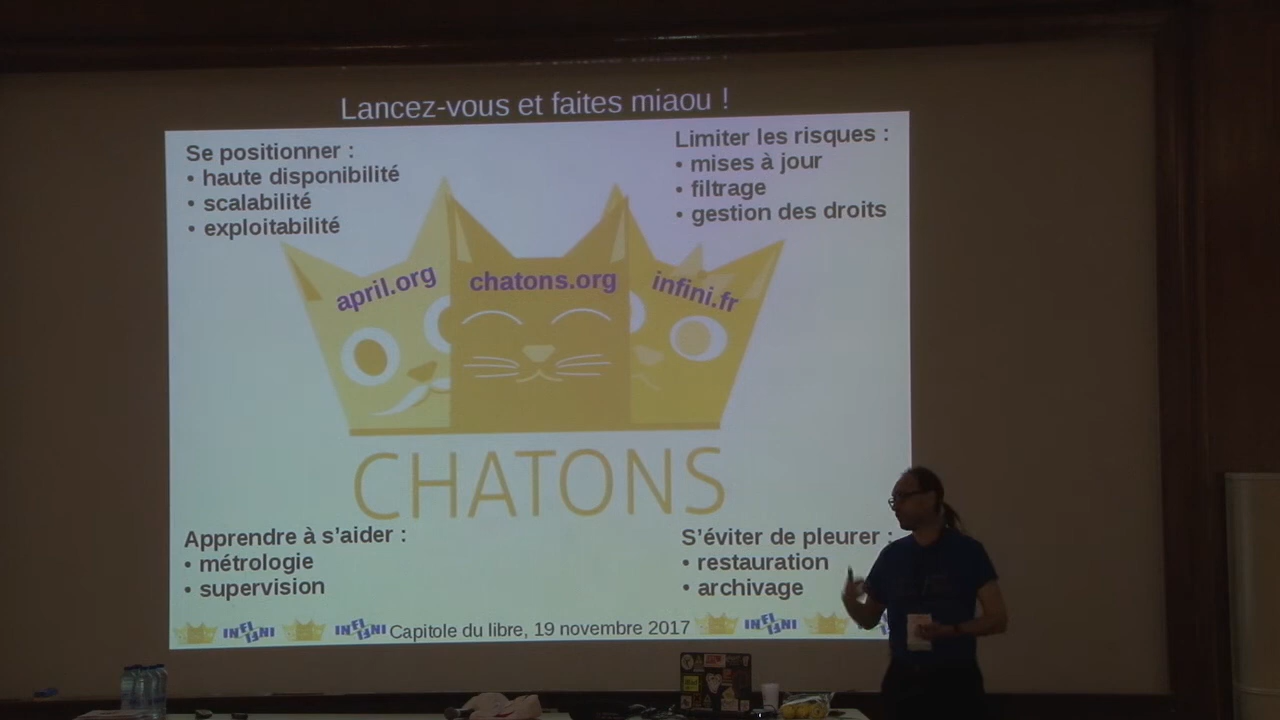 Lancez-vous et faites miaou !
Se positionner :
• haute disponibilité
• scalabilité
• exploitabilité
Limiter les risques :
• mises à jour
• filtrage
• gestion des droits
april.org
chatons.org
infini.fr
CHATONS
Apprendre à s'aider :
• métrologie
• supervision
S'éviter de pleurer :
• restauration
• archivage
INFINI INFINI Capitole du libre, 19 novembre 2017 INFINI